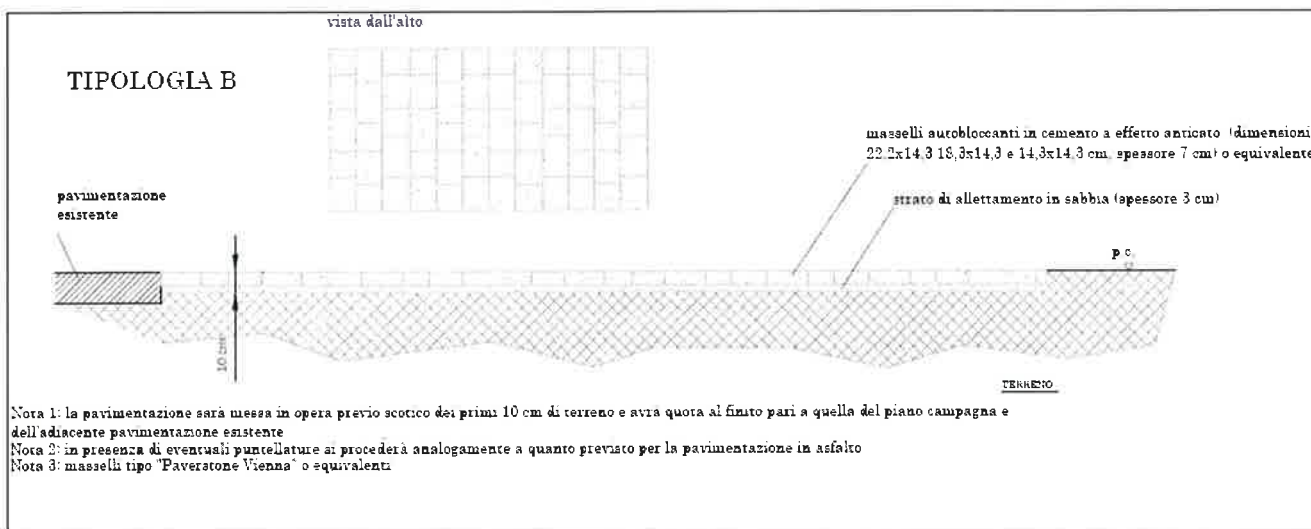 vista dall'alto
TIPOLOGIA B
masselli autobloccanti in cemento a effetto anticato (dimensioni
22,2x14,3 18,3x14,3 e 14,3x14,3 cm, spessore 7 cm) o equivalente
pavimentazione
esistente
strato di allettamento in sabbia (spessore 3 cm)
p.c.
10 cm
TERRENO
Nota 1: la pavimentazione sarà messa in opera previo scotico dei primi 10 cm di terreno e avrà quota al finito pari a quella del piano campagna e
dell'adiacente pavimentazione esistente
Nota 2: in presenza di eventuali puntellature si procederà analogamente a quanto previsto per la pavimentazione in asfalto
Nota 3: masselli tipo "Paverstone Vienna" o equivalenti